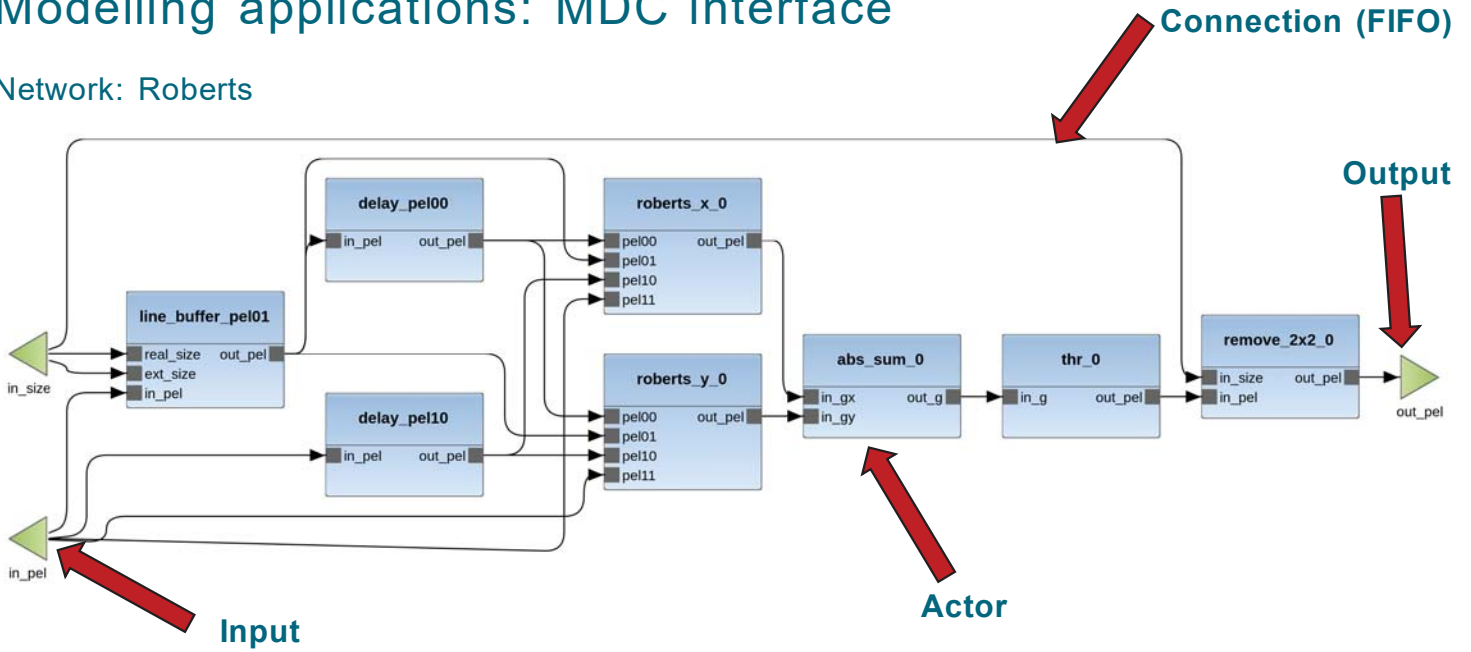 Modelling applications: MDC interface
Connection (FIFO)
Network: Roberts
Output
delay_pel00
in_pel out_pel
roberts_x_0
pel00 out_pel
pel01
pel10
pel11
line_buffer_pel01
real_size out_pel
ext_size
in_pel
in_size
delay_pel10
in_pel out_pel
roberts_y_0
pel00 out_pel
pel01
pel10
pel11
abs_sum_0
in_gx out_g
in_gy
thr_0
in_g out_pel
remove_2x2_0
in_size out_pel
in_pel
out_pel
in_pel
Input
Actor